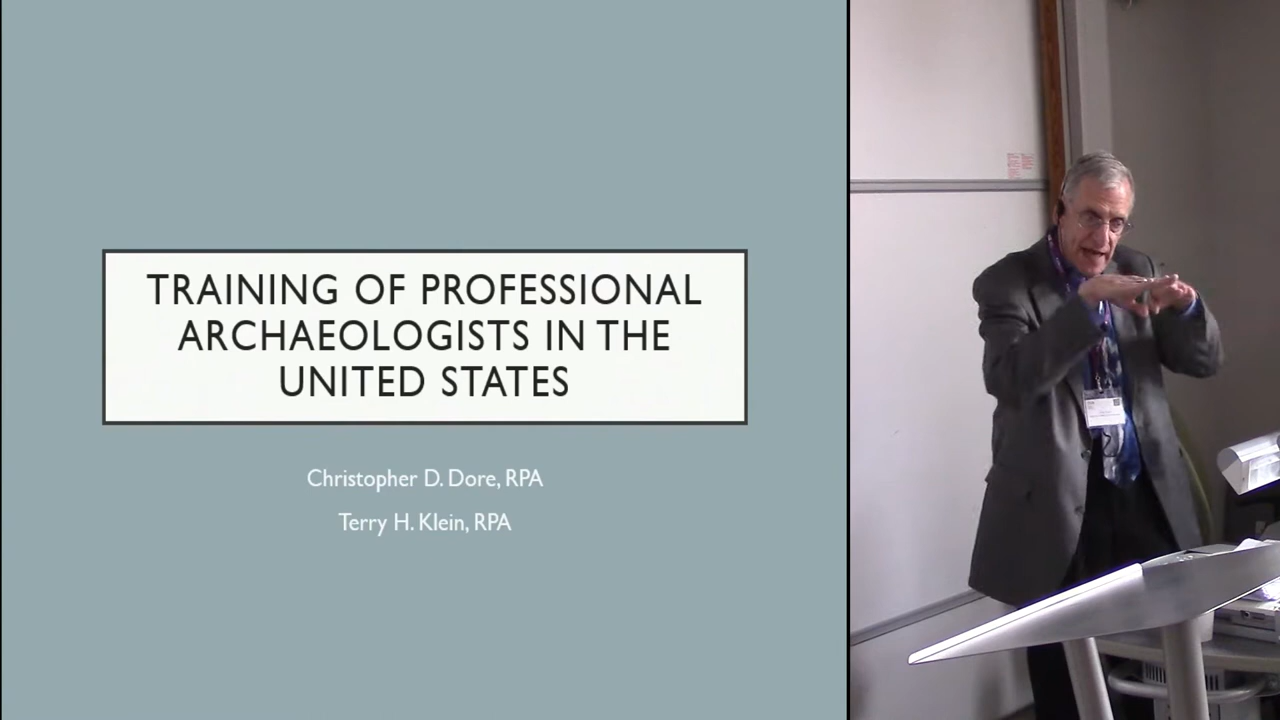 TRAINING OF PROFESSIONAL
ARCHAEOLOGISTS IN THE
UNITED STATES
Christopher D. Dore, RPA
Terry H. Klein, RPA